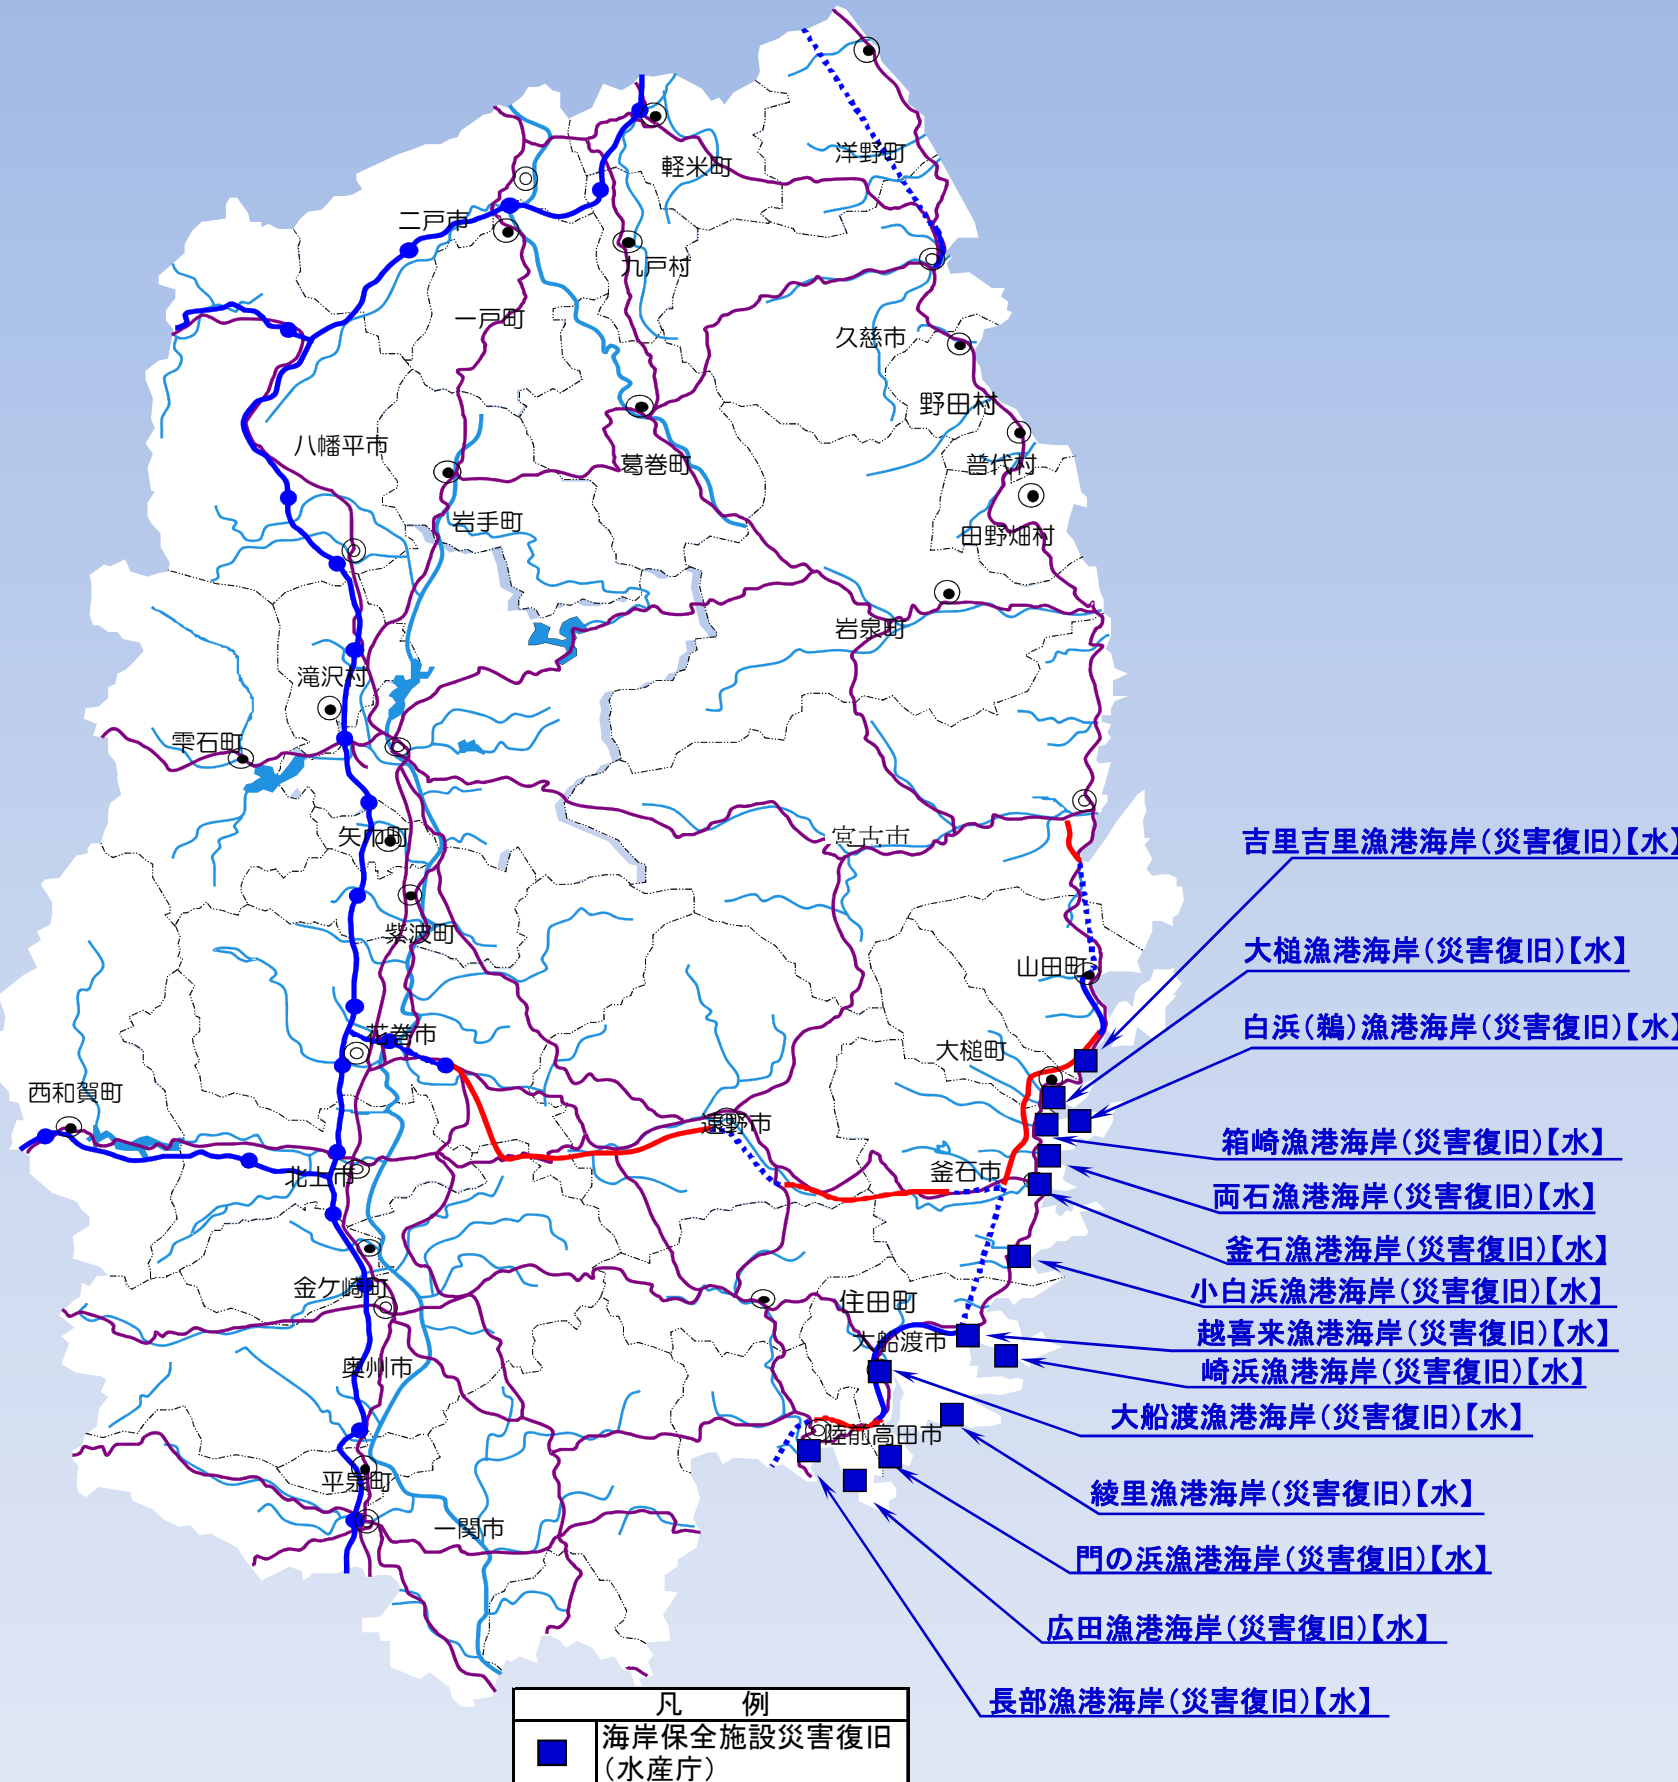 洋野町
軽米町
二戸市
九戸村
一戸町
久慈市
野田村
八幡平市
葛巻町
普代村
岩手町
田野畑村
岩泉町
滝沢村
雫石町
矢巾町
宮古市
吉里吉里漁港海岸(災害復旧)【水】
紫波町
大槌漁港海岸(災害復旧)【水】
山田町
白浜(鵜)漁港海岸(災害復旧)【水】
花巻市
大槌町
西和賀町
遠野市
箱崎漁港海岸(災害復旧)【水】
北上市
釜石市
両石漁港海岸(災害復旧)【水】
釜石漁港海岸(災害復旧)【水】
金ケ崎町
小白浜漁港海岸(災害復旧)【水】
住田町
越喜来漁港海岸(災害復旧)【水】
大船渡市
奥州市
崎浜漁港海岸(災害復旧)【水】
大船渡漁港海岸(災害復旧)【水】
陸前高田市
平泉町
綾里漁港海岸(災害復旧)【水】
一関市
門の浜漁港海岸(災害復旧)【水】
広田漁港海岸(災害復旧)【水】
長部漁港海岸(災害復旧)【水】
凡　例
海岸保全施設災害復旧
(水産庁)